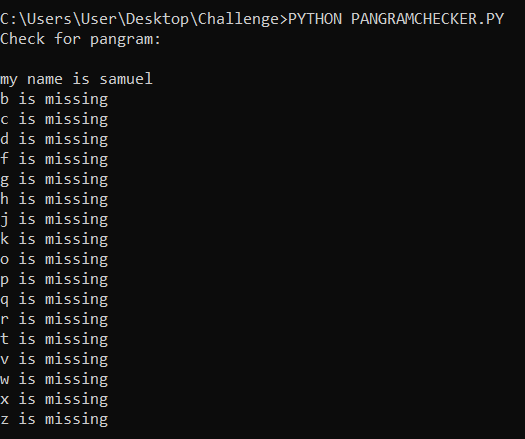 C:\Users\User\Desktop\Challenge>PYTHON PANGRAMCHECKER.PY
Check for pangram:
my name is samuel
b is missing
c is missing
d is missing
f is missing
g is missing
h is missing
j is missing
k is missing
o is missing
p is missing
q is missing
r is missing
t is missing
v is missing
w is missing
x is missing
z is missing